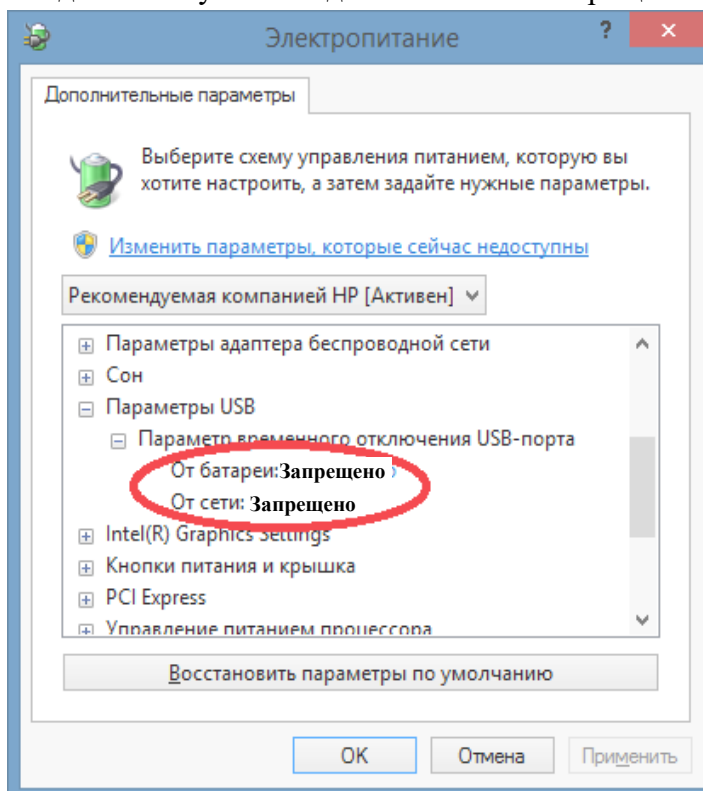 Электропитание ?
Дополнительные параметры
Выберите схему управления питанием, которую вы
хотите настроить, а затем задайте нужные параметры.
Изменить параметры, которые сейчас недоступны
Рекомендуемая компанией HP [Активен]
Параметры адаптера беспроводной сети
Сон
Параметры USB
Параметр временного отключения USB-порта
От батареи:Запрещено
От сети: Запрещено
Intel(R) Graphics Settings
Кнопки питания и крышка
PCI Express
Управление питанием процессора
Восстановить параметры по умолчанию
OK Отмена Применить